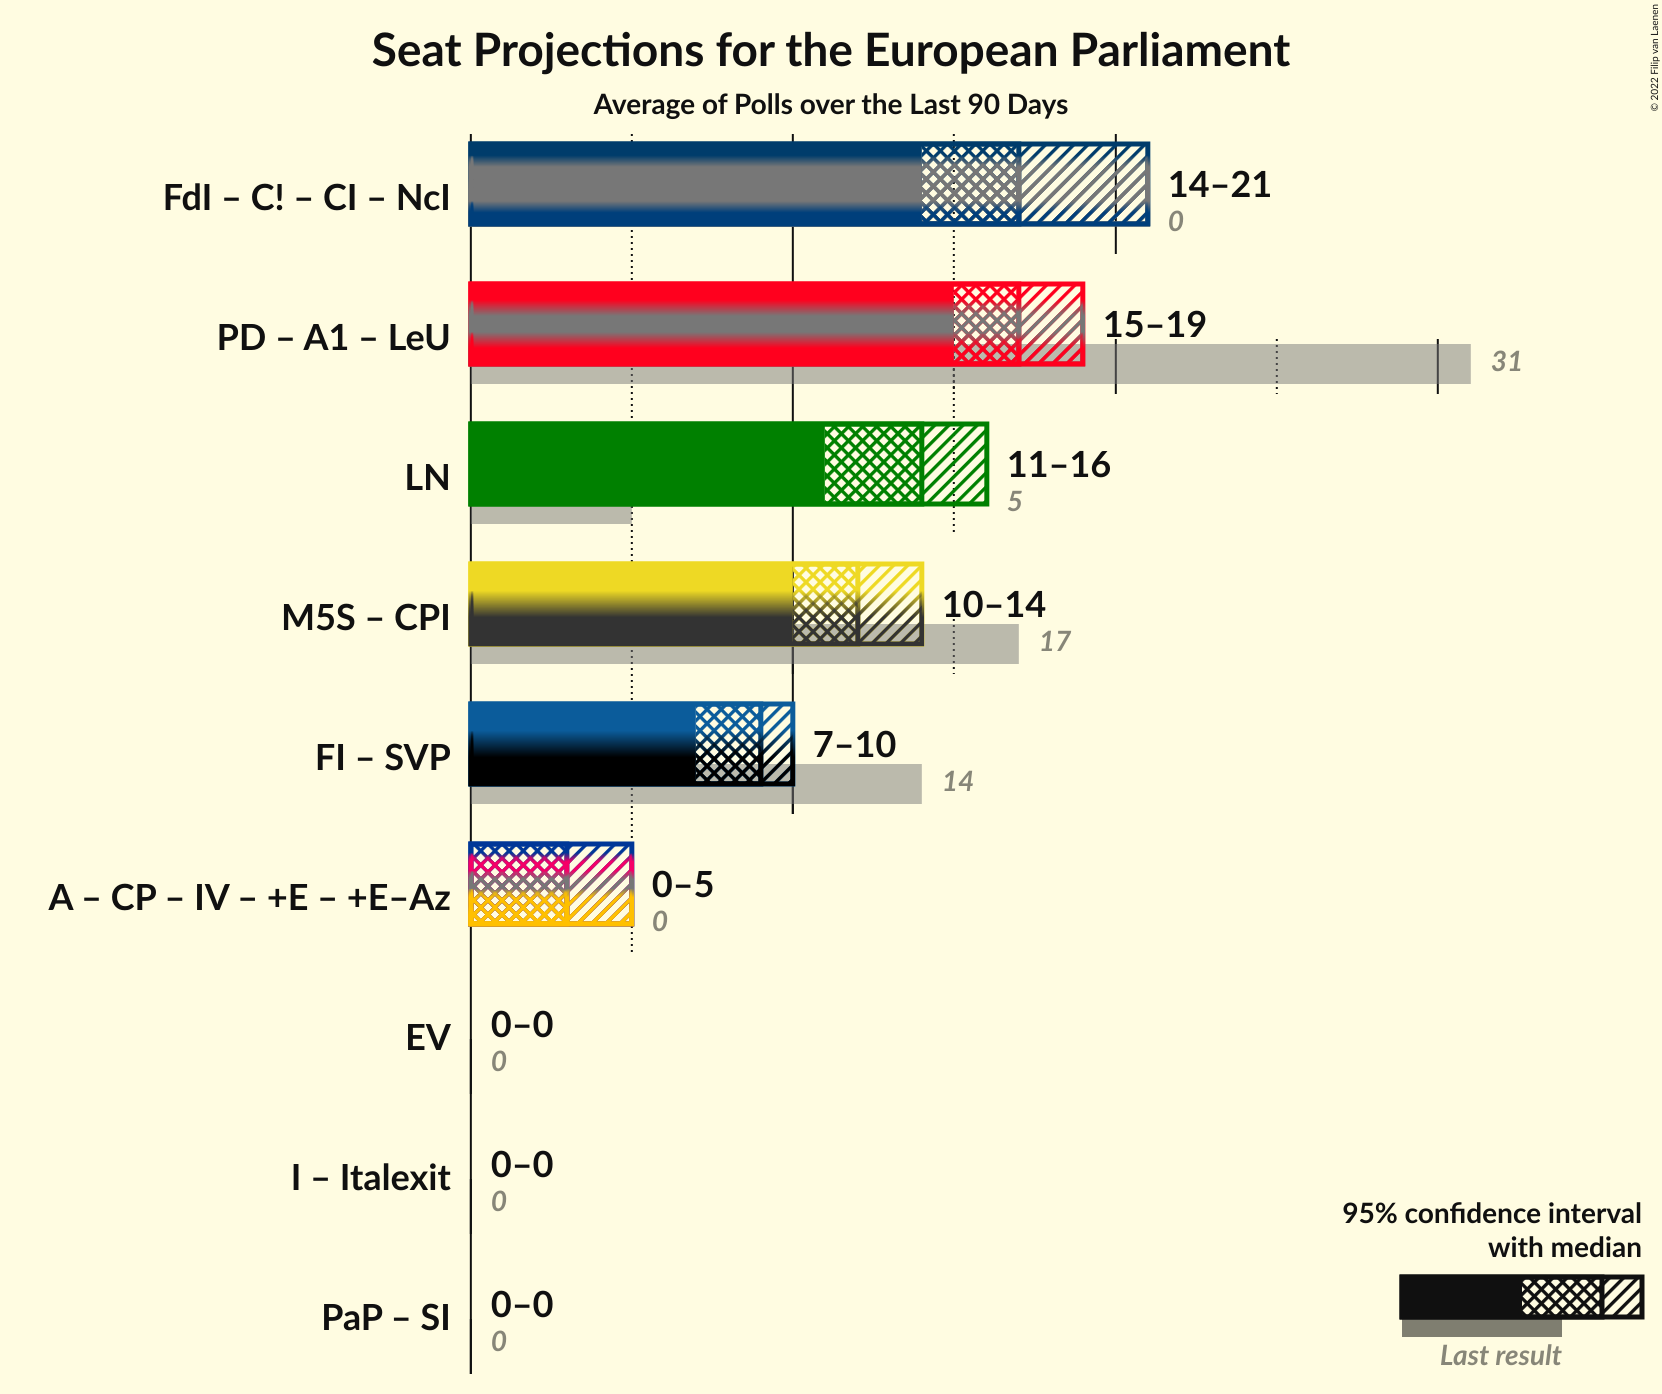 Seat Projections for the European Parliament
Average of Polls over the Last 90 Days
© 2022 Filip van Laenen
FdI – C! – CI – NcI
14–21
0
PD – A1 – LeU
15–19
31
LN
11–16
5
M5S – CPI
10–14
17
FI – SVP
7–10
14
A – CP – IV – +E – +E–Az
0–5
0
EV
0–0
0
I – Italexit
0–0
0
PaP – SI
0–0
0
95% confidence interval
with median
Last result